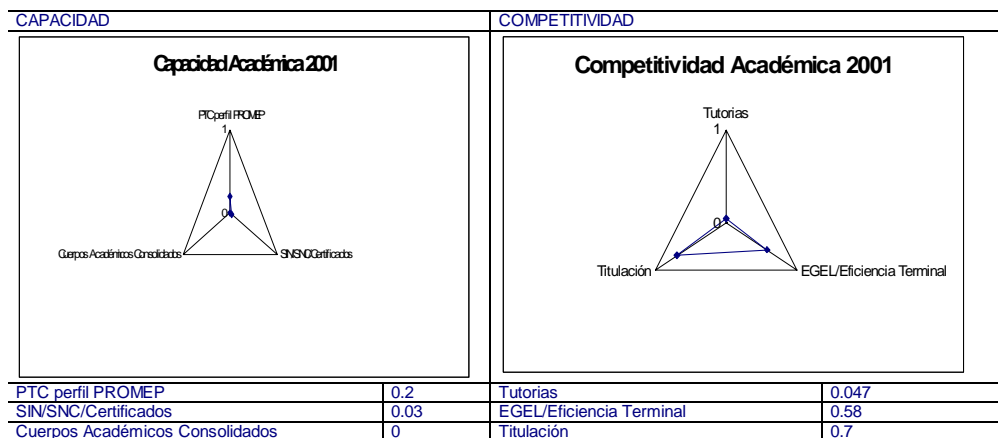 CAPACIDAD COMPETITIVIDAD
Capacidad Académica 2001
PTC perfil PROMEP
1
0
Cuerpos Académicos Consolidados SIN/SNC/Certificados
Competitividad Académica 2001
Tutorias
1
0
Titulación EGEL/Eficiencia Terminal
PTC perfil PROMEP 0.2 Tutorias 0.047
SIN/SNC/Certificados 0.03 EGEL/Eficiencia Terminal 0.58
Cuerpos Académicos Consolidados 0 Titulación 0.7